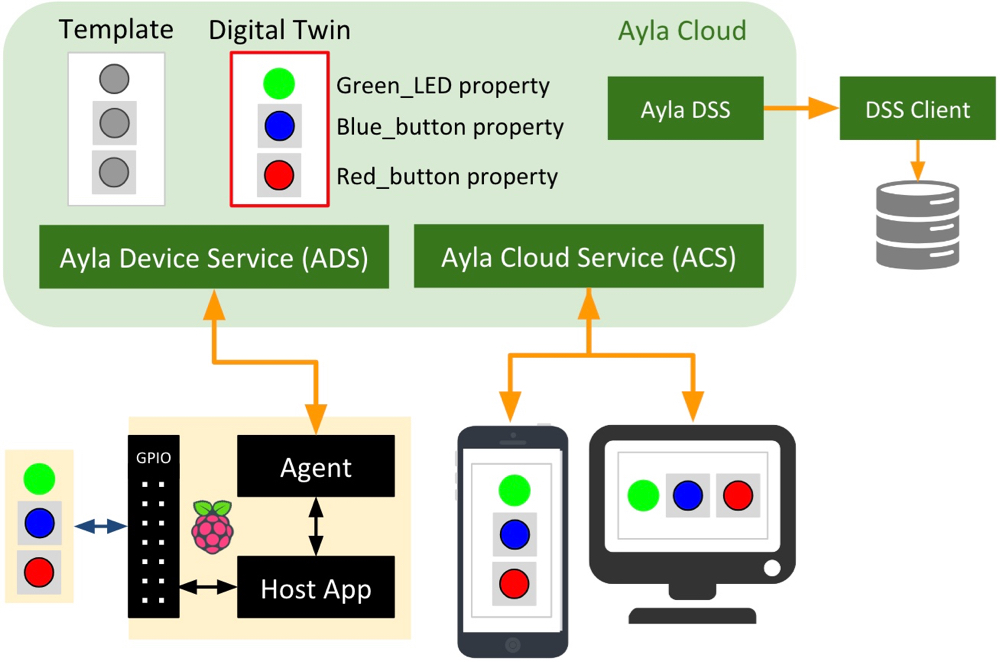 Template
Digital Twin
Ayla Cloud
Green_LED property
Blue_button property
Red_button property
Ayla DSS
DSS Client
Ayla Device Service (ADS)
Ayla Cloud Service (ACS)
GPIO
Agent
Host App